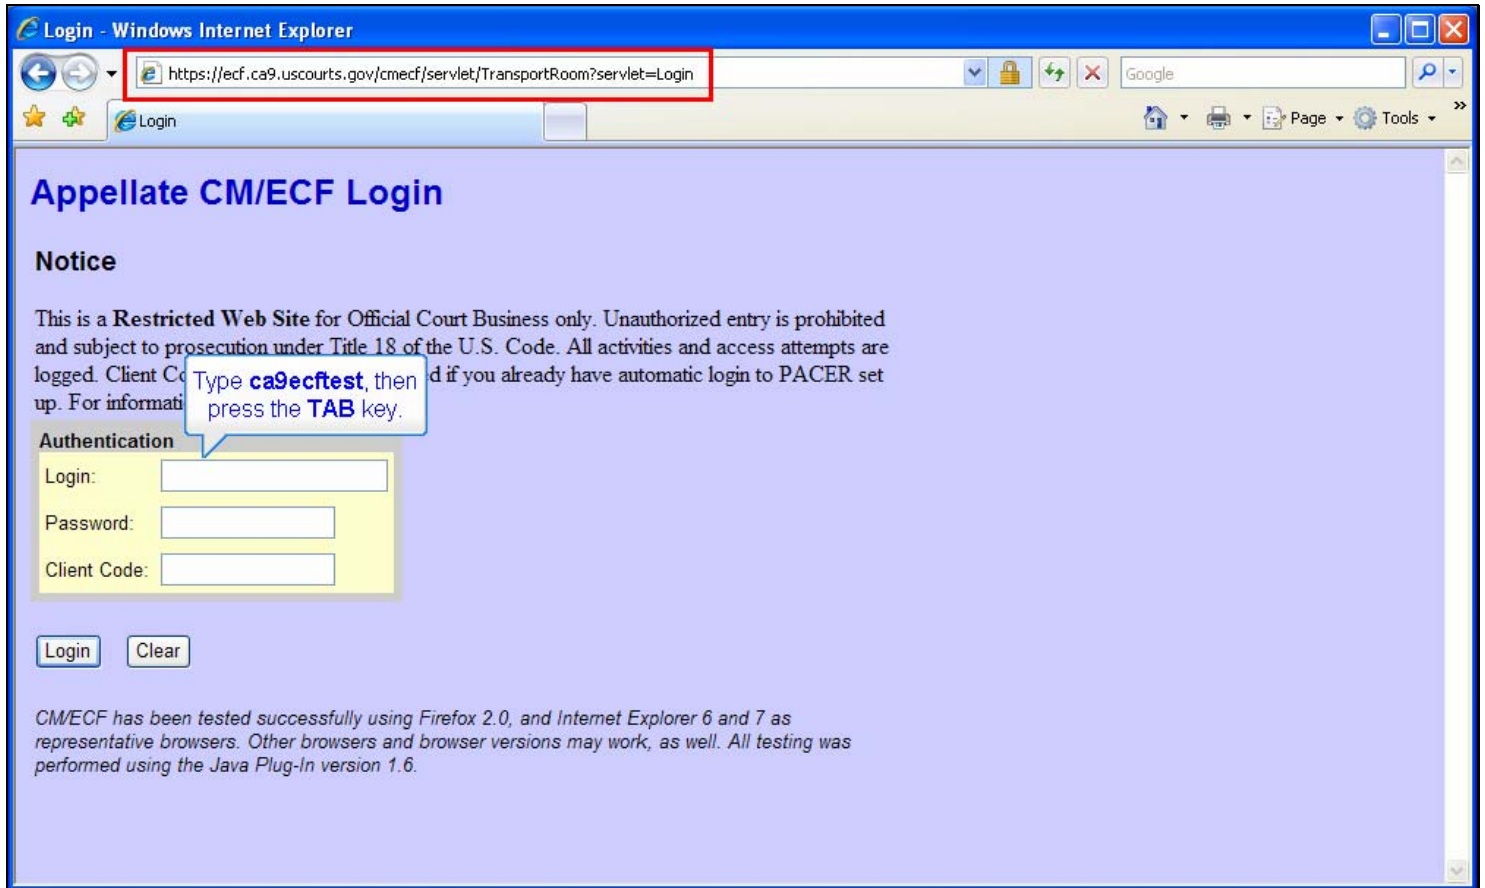 Login - Windows Internet Explorer
https://ecf.ca9.uscourts.gov/cmecf/servlet/TransportRoom?servlet=Login
Google
Login
Page
Tools
»
Appellate CM/ECF Login
Notice
This is a Restricted Web Site for Official Court Business only. Unauthorized entry is prohibited
and subject to prosecution under Title 18 of the U.S. Code. All activities and access attempts are
logged. Client if you already have automatic login to PACER set
up. For
Type ca9ecftest, then
press the TAB key.
Authentication
Login:
Password:
Client Code:
Login Clear
CM/ECF has been tested successfully using Firefox 2.0, and Internet Explorer 6 and 7 as
representative browsers. Other browsers and browser versions may work, as well. All testing was
performed using the Java Plug-In version 1.6.